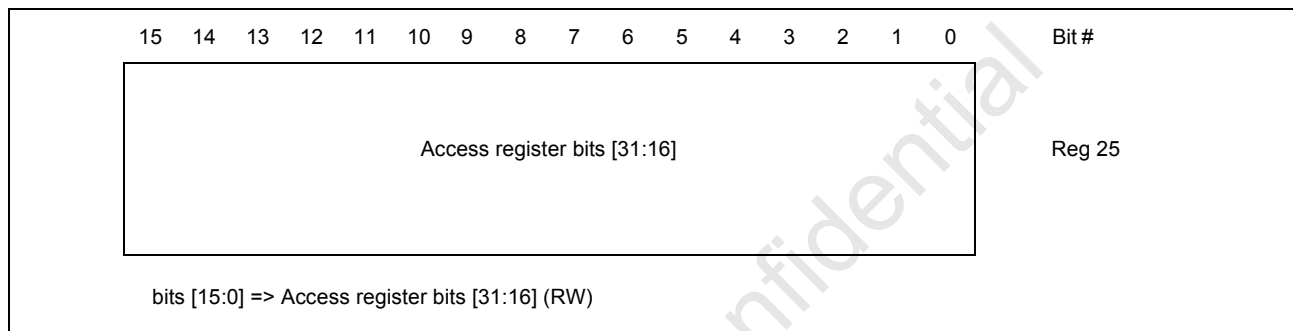 15 14 13 12 11 10 9 8 7 6 5 4 3 2 1 0 Bit #
Access register bits [31:16] Reg 25
bits [15:0] => Access register bits [31:16] (RW)
nfidential